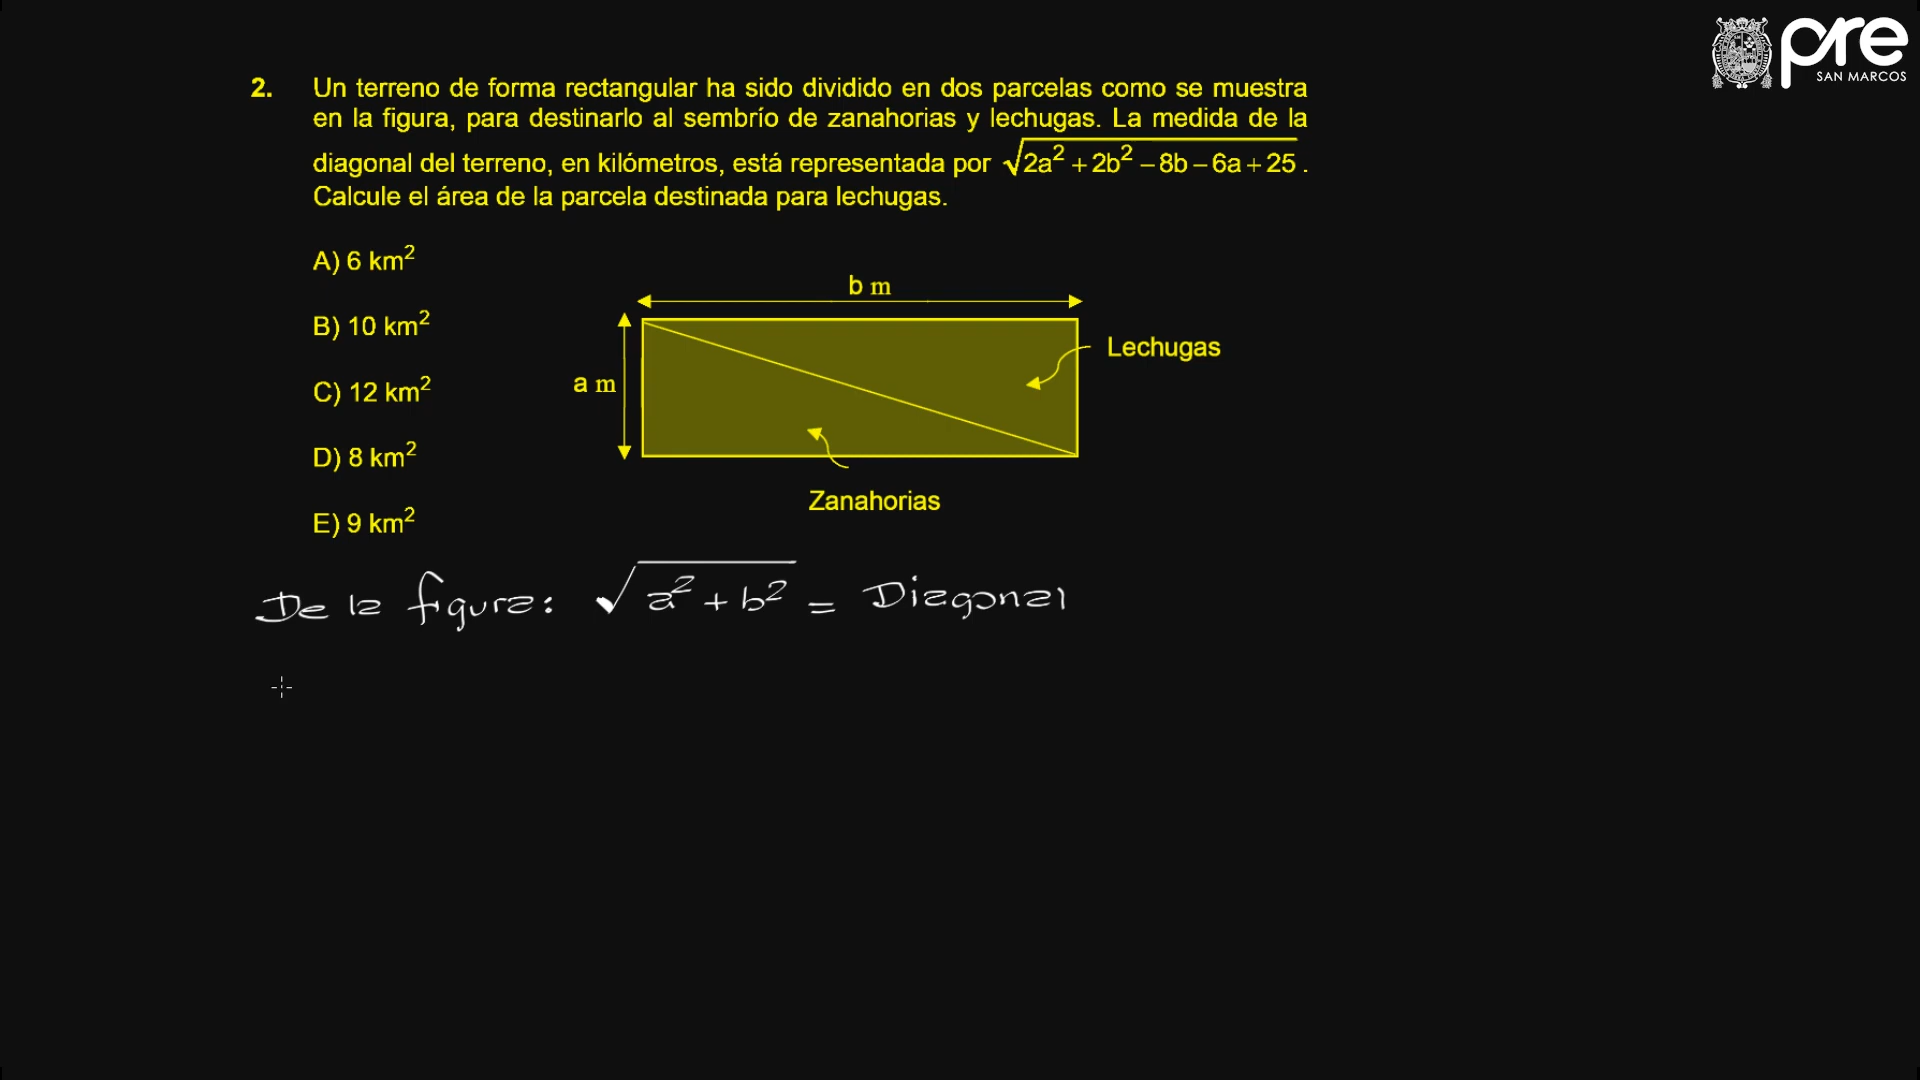 pre
SAN MARCOS
2. Un terreno de forma rectangular ha sido dividido en dos parcelas como se muestra
en la figura, para destinarlo al sembrío de zanahorias y lechugas. La medida de la
diagonal del terreno, en kilómetros, está representada por √(2a² + 2b² – 8b – 6a + 25) .
Calcule el área de la parcela destinada para lechugas.
A) 6 km²
B) 10 km²
C) 12 km²
D) 8 km²
E) 9 km²
b m
a m
Lechugas
Zanahorias
De la figura: √(a² + b²) = Diagonal